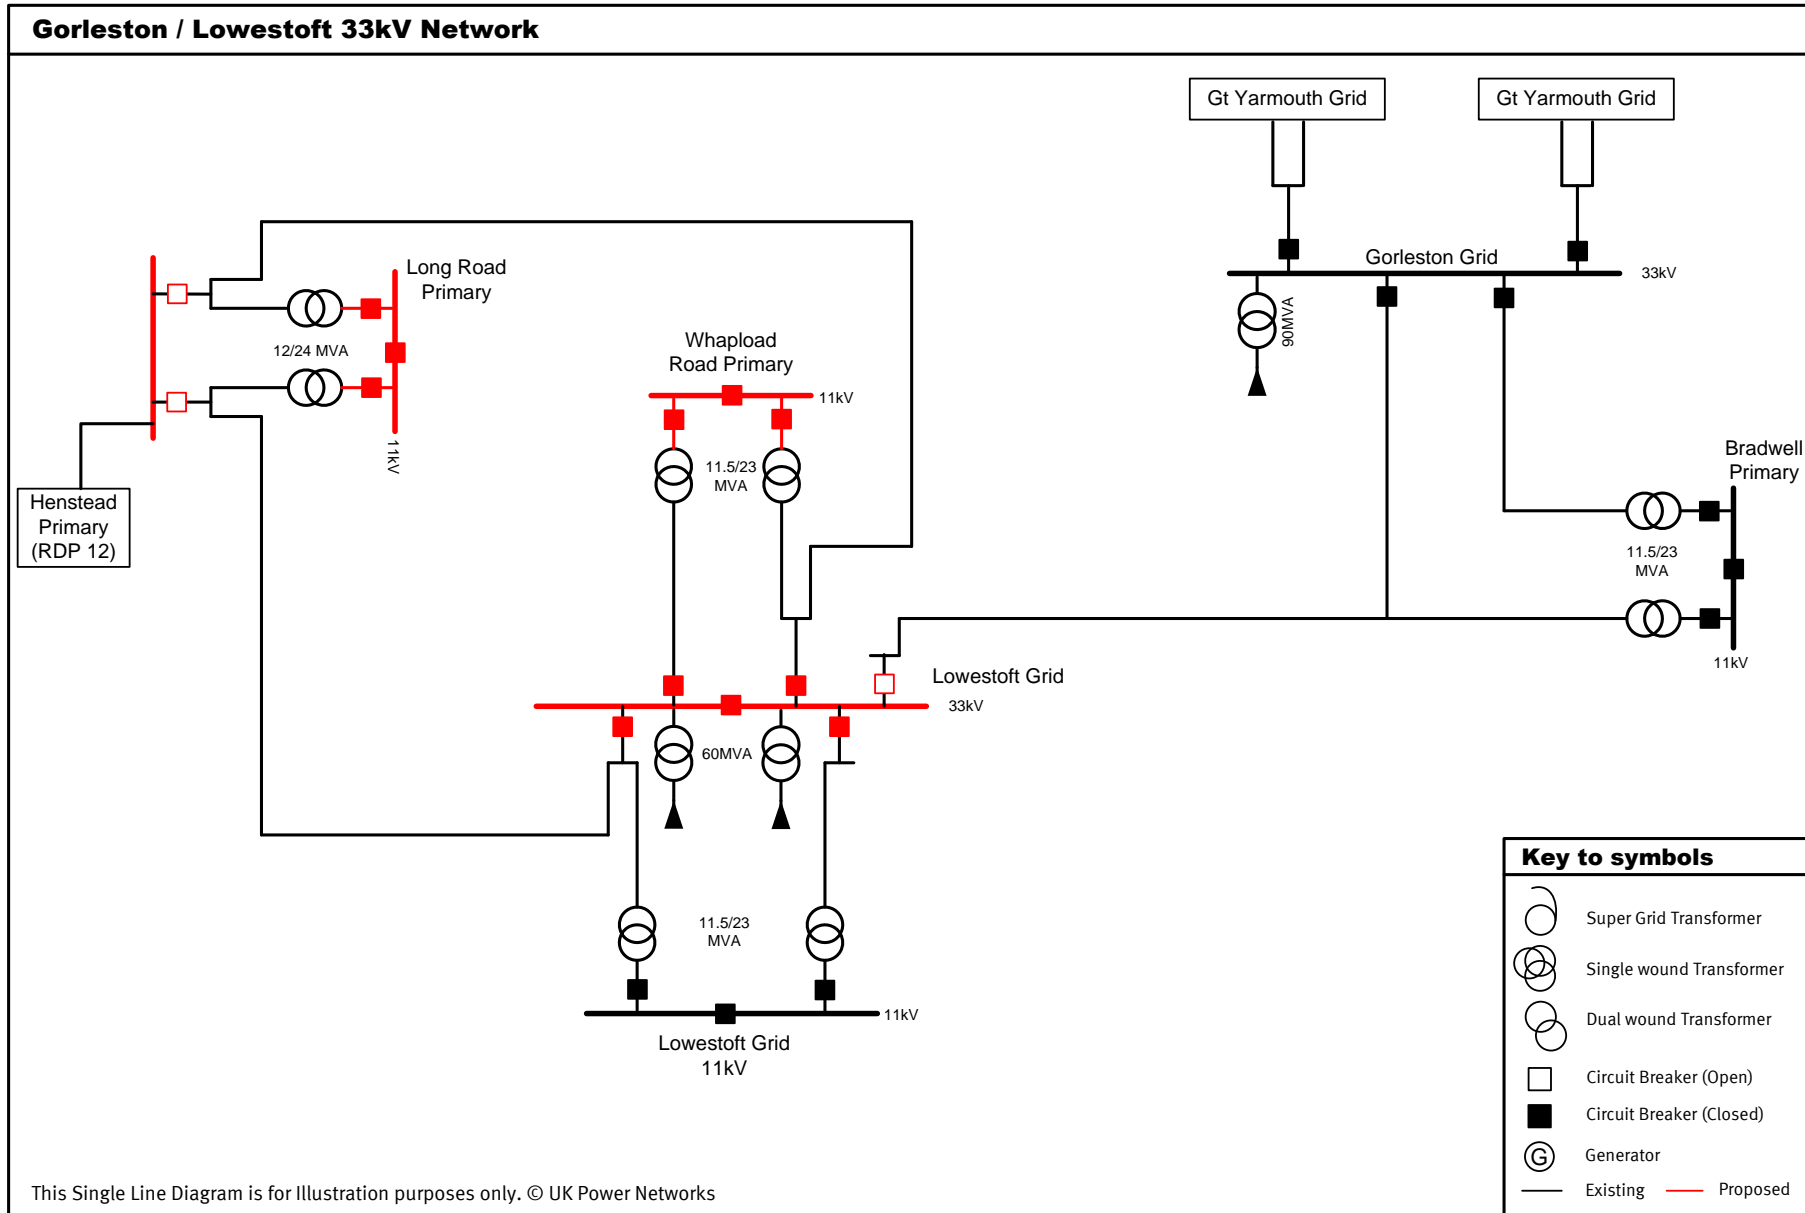 Gorleston / Lowestoft 33kV Network
Gt Yarmouth Grid
Gt Yarmouth Grid
Gorleston Grid
33kV
90MVA
Long Road
Primary
12/24 MVA
11kV
Whapload
Road Primary
11kV
11.5/23
MVA
Henstead
Primary
(RDP 12)
Bradwell
Primary
11.5/23
MVA
11kV
Lowestoft Grid
33kV
60MVA
11.5/23
MVA
11kV
Lowestoft Grid
11kV
Key to symbols
Super Grid Transformer
Single wound Transformer
Dual wound Transformer
Circuit Breaker (Open)
Circuit Breaker (Closed)
G
Generator
Existing
Proposed
This Single Line Diagram is for Illustration purposes only. © UK Power Networks